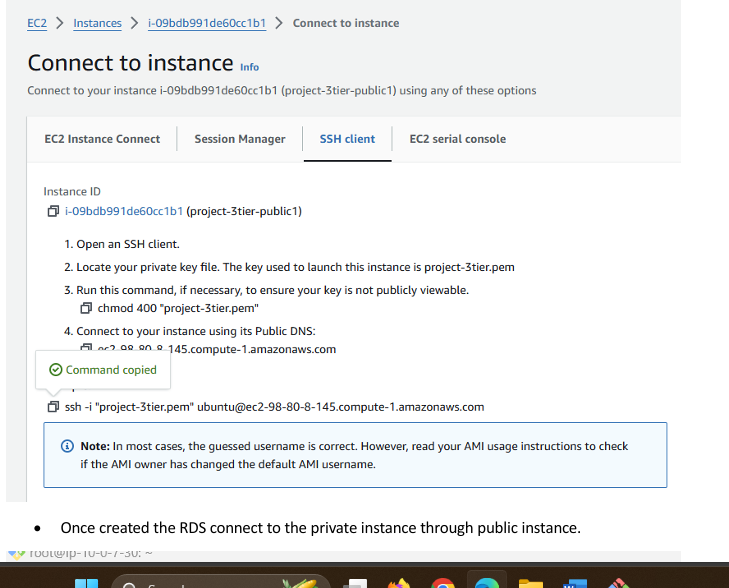 EC2 > Instances > i-09bdb991de60cc1b1 > Connect to instance
Connect to instance Info
Connect to your instance i-09bdb991de60cc1b1 (project-3tier-public1) using any of these options
EC2 Instance Connect
Session Manager
SSH client
EC2 serial console
Instance ID
i-09bdb991de60cc1b1 (project-3tier-public1)
1. Open an SSH client.
2. Locate your private key file. The key used to launch this instance is project-3tier.pem
3. Run this command, if necessary, to ensure your key is not publicly viewable.
chmod 400 "project-3tier.pem"
4. Connect to your instance using its Public DNS:
ec2-98-80-8-145.compute-1.amazonaws.com
Command copied
ssh -i "project-3tier.pem" ubuntu@ec2-98-80-8-145.compute-1.amazonaws.com
Note: In most cases, the guessed username is correct. However, read your AMI usage instructions to check
if the AMI owner has changed the default AMI username.
• Once created the RDS connect to the private instance through public instance.
root@ip-10-0-7-30: ~